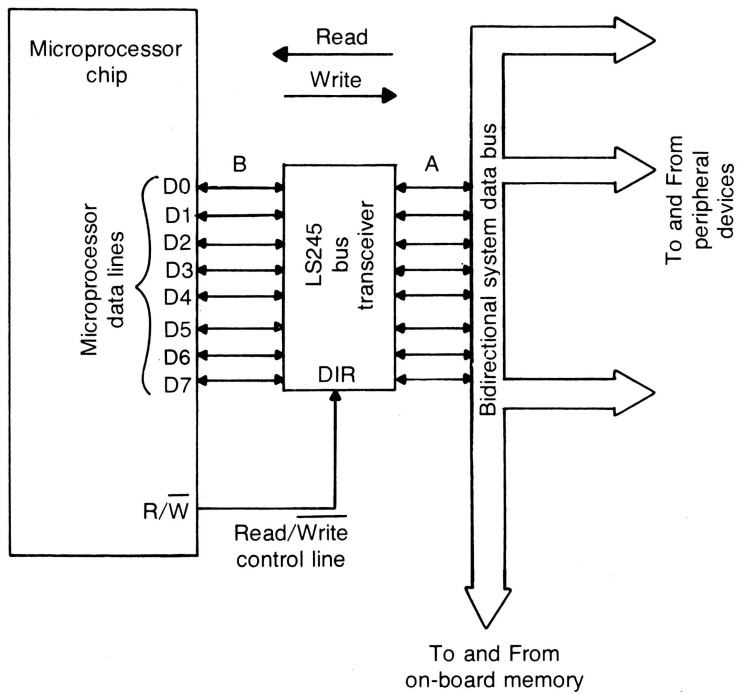 Microprocessor
chip
Read
Write
B
A
D0
D1
D2
D3
D4
D5
D6
D7
Microprocessor
data lines
LS245
bus
transceiver
DIR
Bidirectional system data bus
To and From
peripheral
devices
R/W̅
Read/W̅r̅i̅t̅e̅
control line
To and From
on-board memory